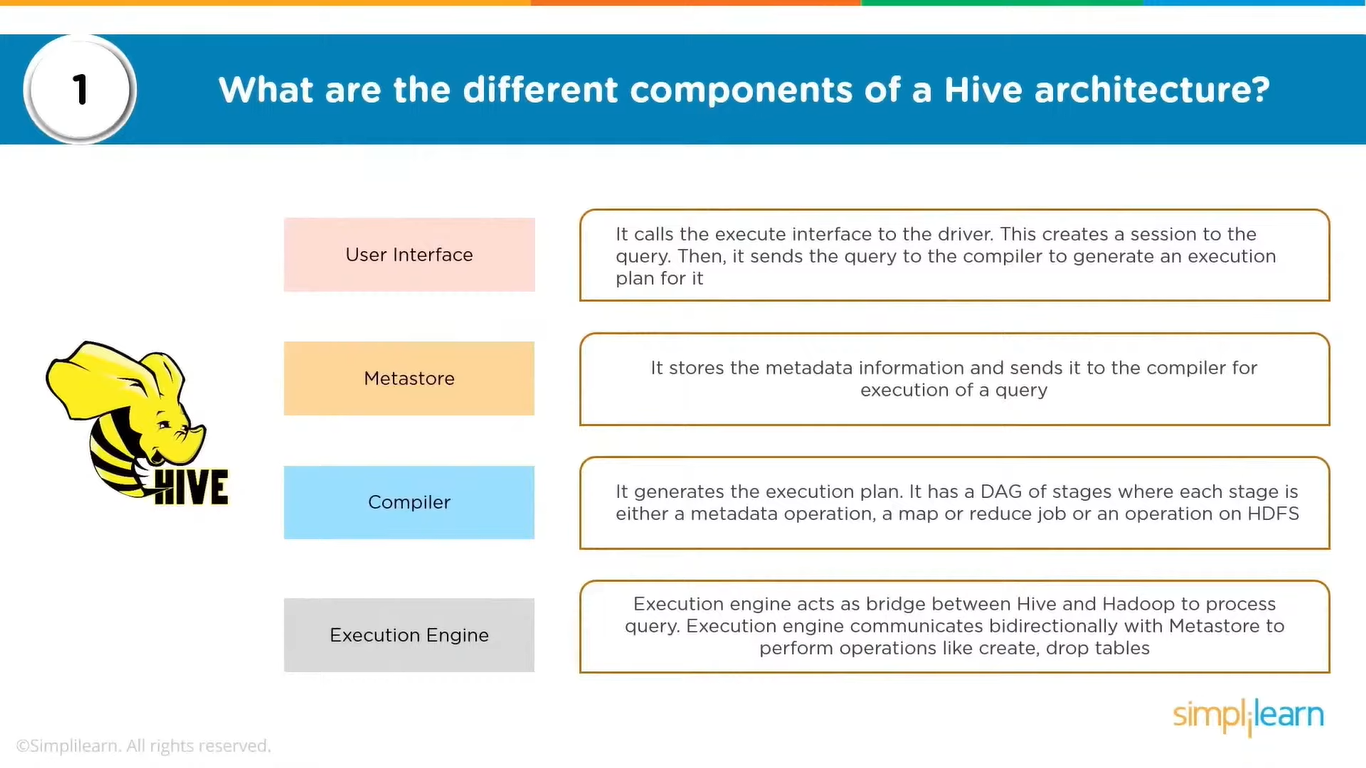 1
What are the different components of a Hive architecture?
User Interface
It calls the execute interface to the driver. This creates a session to the
query. Then, it sends the query to the compiler to generate an execution
plan for it
Metastore
It stores the metadata information and sends it to the compiler for
execution of a query
HIVE
Compiler
It generates the execution plan. It has a DAG of stages where each stage is
either a metadata operation, a map or reduce job or an operation on HDFS
Execution Engine
Execution engine acts as bridge between Hive and Hadoop to process
query. Execution engine communicates bidirectionally with Metastore to
perform operations like create, drop tables
simplilearn
©Simplilearn. All rights reserved.